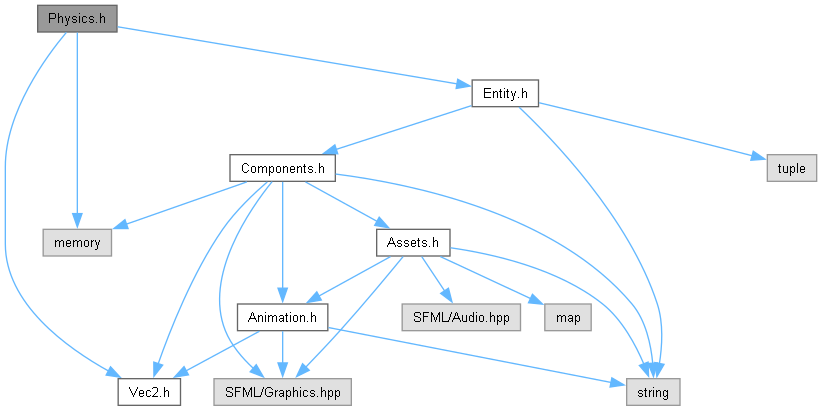 Physics.h
Entity.h
Components.h
tuple
memory
Assets.h
Animation.h
SFML/Audio.hpp
map
Vec2.h
SFML/Graphics.hpp
string